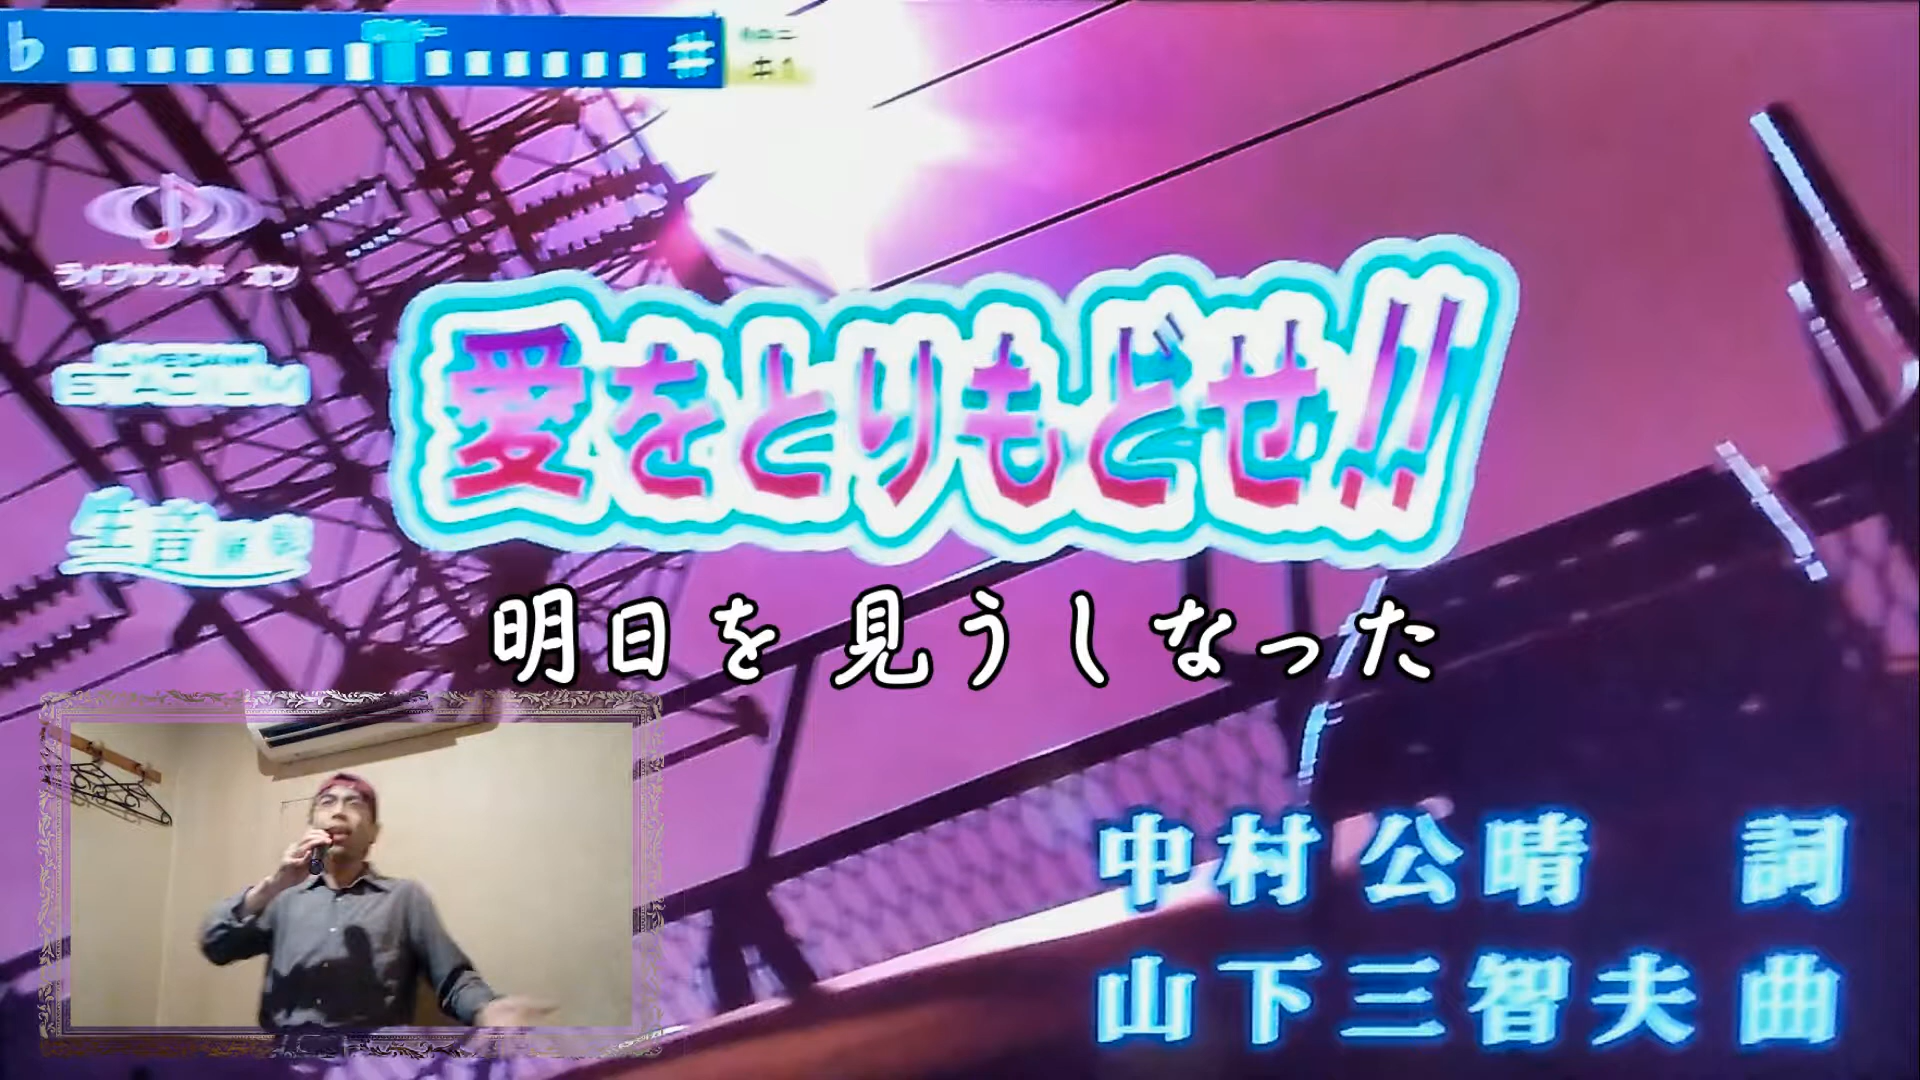 ♭ #
ライブサウンド オン
STADIUM
生音
愛をとりもどせ!!
明日を見うしなった
中村公晴 詞
山下三智夫 曲